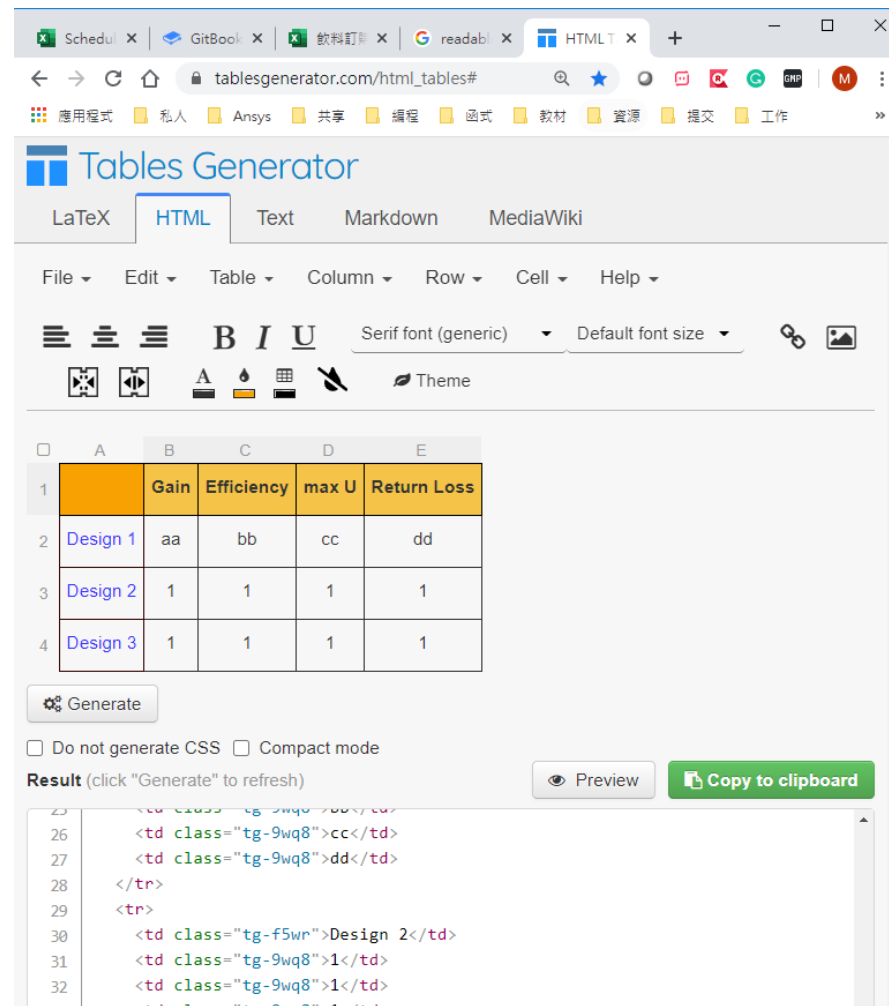 Schedul GitBook 飲料訂 readabl HTML T
tablesgenerator.com/html_tables# GMP M
應用程式 私人 Ansys 共享 編程 函式 教材 資源 提交 工作 »
Tables Generator
LaTeX HTML Text Markdown MediaWiki
File Edit Table Column Row Cell Help
B I U Serif font (generic) Default font size
A Theme
A B C D E
1 Gain Efficiency max U Return Loss
2 Design 1 aa bb cc dd
3 Design 2 1 1 1 1
4 Design 3 1 1 1 1
Generate
Do not generate CSS Compact mode
Result (click "Generate" to refresh) Preview Copy to clipboard
26 <td class="tg-9wq8">cc</td>
27 <td class="tg-9wq8">dd</td>
28 </tr>
29 <tr>
30 <td class="tg-f5wr">Design 2</td>
31 <td class="tg-9wq8">1</td>
32 <td class="tg-9wq8">1</td>